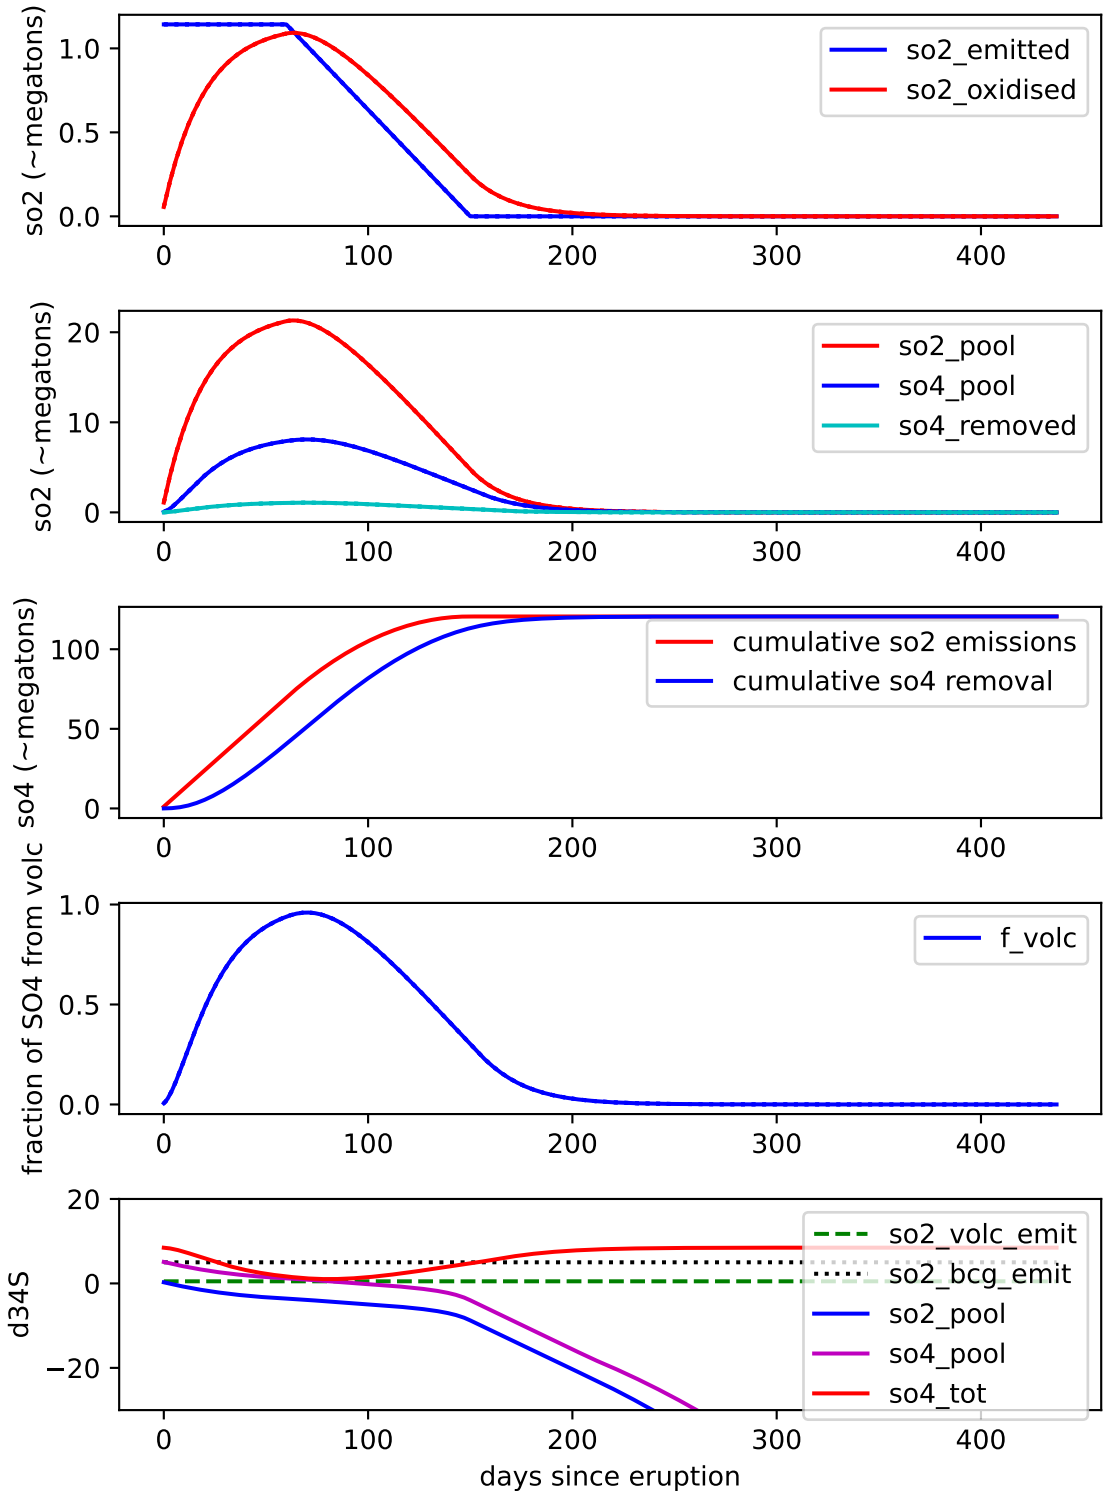 so2 (~megatons)
1.0
0.5
0.0
so2_emitted
so2_oxidised
0 100 200 300 400
so2 (~megatons)
20
10
0
so2_pool
so4_pool
so4_removed
0 100 200 300 400
so4 (~megatons)
100
50
0
cumulative so2 emissions
cumulative so4 removal
0 100 200 300 400
fraction of SO4 from volc
1.0
0.5
0.0
f_volc
0 100 200 300 400
d34S
20
0
−20
so2_volc_emit
so2_bcg_emit
so2_pool
so4_pool
so4_tot
0 100 200 300 400
days since eruption